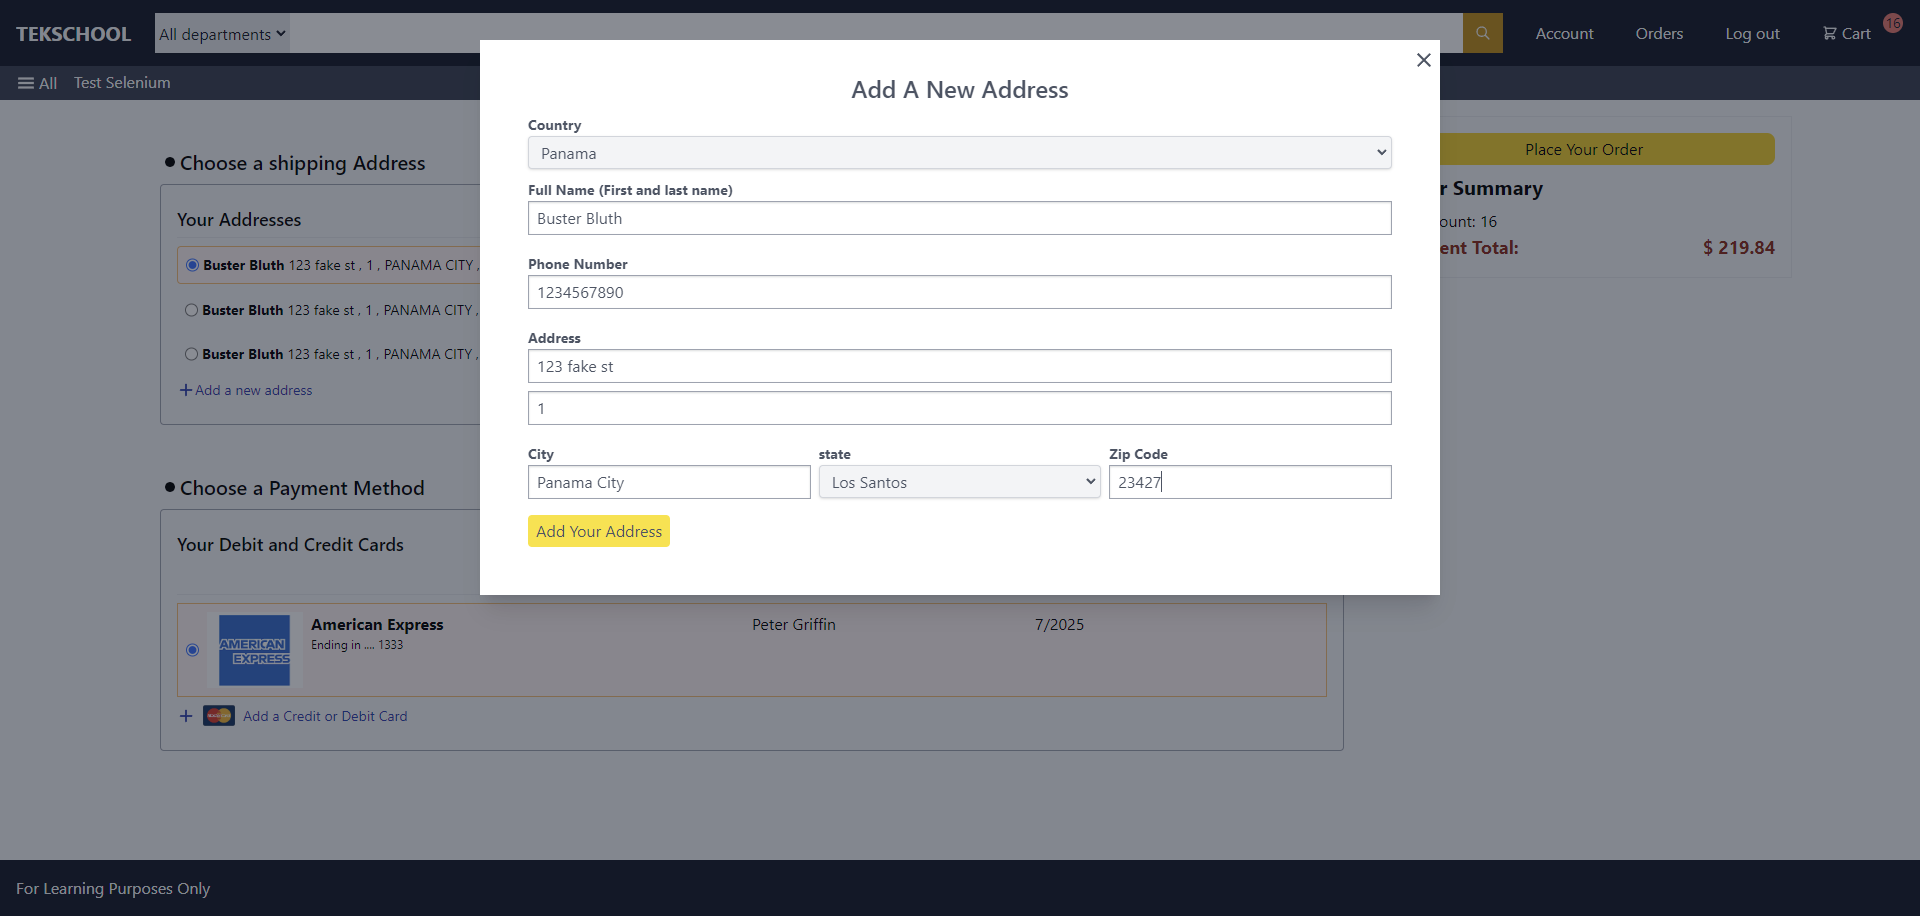 TEKSCHOOL
All departments
Account
Orders
Log out
Cart
16
All
Test Selenium
Add A New Address
Country
Panama
Full Name (First and last name)
Buster Bluth
Phone Number
1234567890
Address
123 fake st
1
City
state
Zip Code
Panama City
Los Santos
23427
Add Your Address
Choose a shipping Address
Your Addresses
Buster Bluth 123 fake st , 1 , PANAMA CITY ,
Buster Bluth 123 fake st , 1 , PANAMA CITY ,
Buster Bluth 123 fake st , 1 , PANAMA CITY ,
Add a new address
Choose a Payment Method
Your Debit and Credit Cards
AMERICAN
EXPRESS
American Express
Ending in .... 1333
Peter Griffin
7/2025
Add a Credit or Debit Card
Place Your Order
r Summary
ount: 16
ent Total:
$ 219.84
For Learning Purposes Only